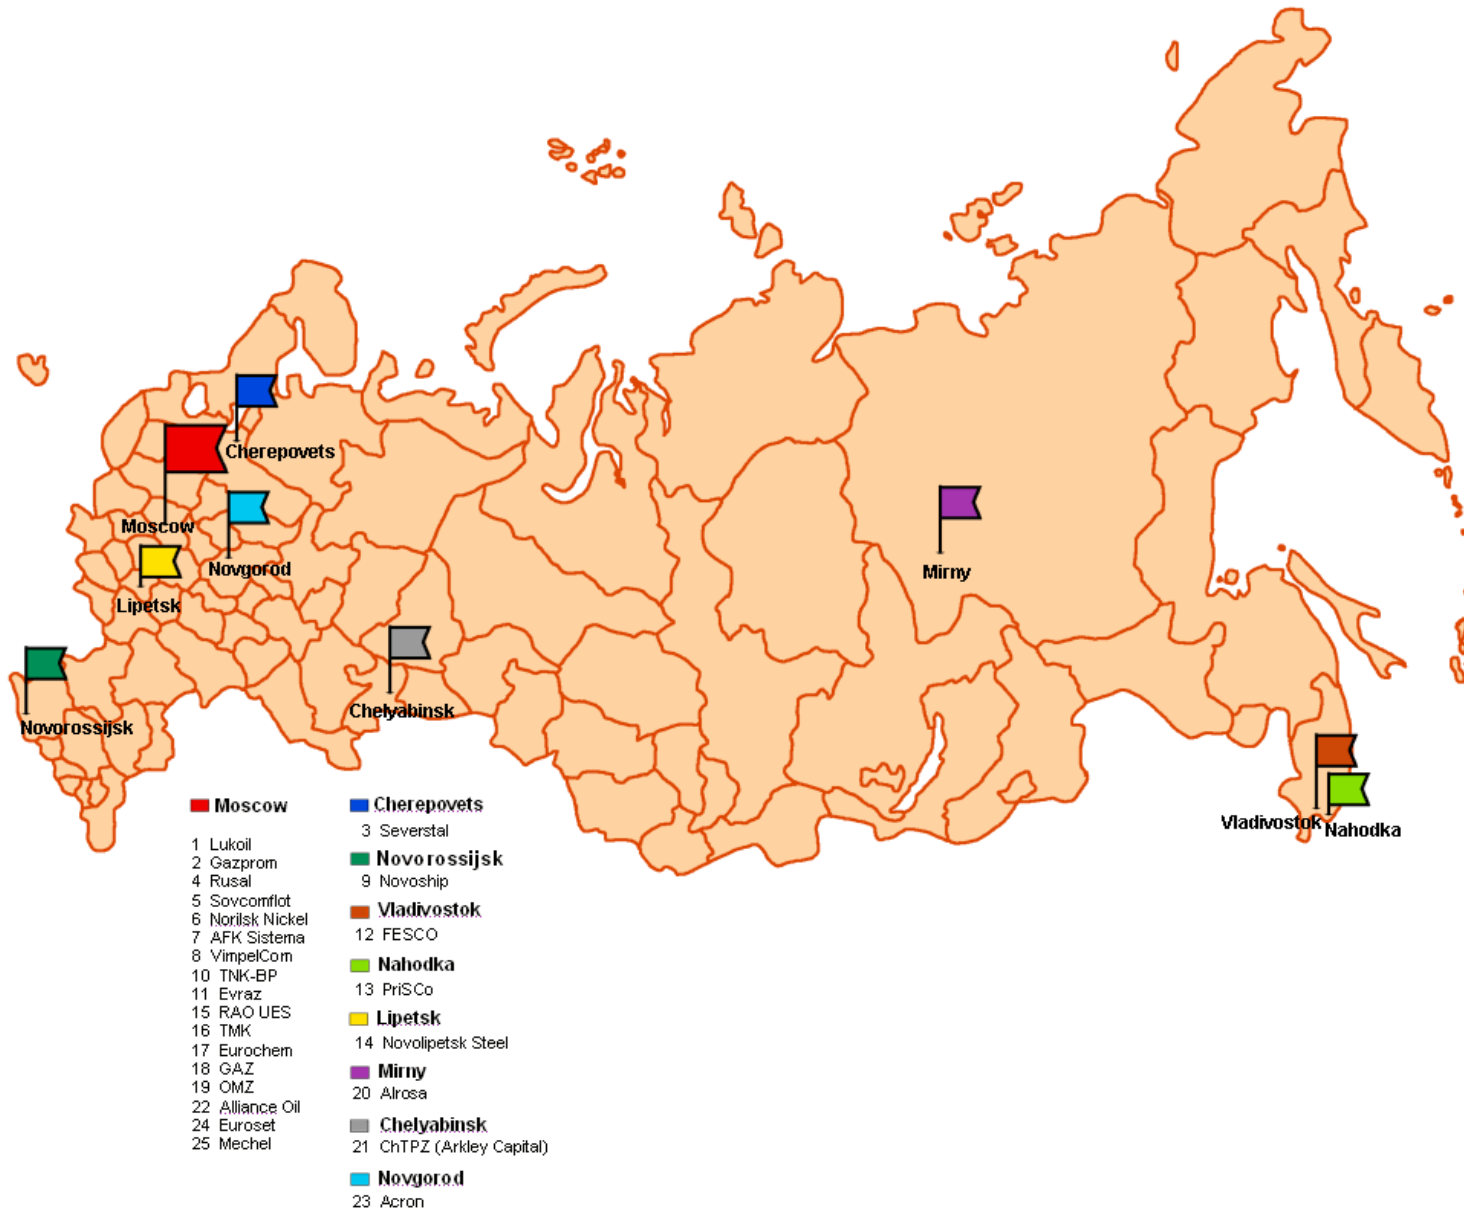 Cherepovets
Moscow
Novgorod
Mirny
Lipetsk
Chelyabinsk
Novorossijsk
Vladivostok
Nahodka
Moscow
1 Lukoil
2 Gazprom
4 Rusal
5 Sovcomflot
6 Norilsk Nickel
7 AFK Sistema
8 VimpelCom
10 TNK-BP
11 Evraz
15 RAO UES
16 TMK
17 Eurochem
18 GAZ
19 OMZ
22 Alliance Oil
24 Euroset
25 Mechel
Cherepovets
3 Severstal
Novorossijsk
9 Novoship
Vladivostok
12 FESCO
Nahodka
13 PriSCo
Lipetsk
14 Novolipetsk Steel
Mirny
20 Alrosa
Chelyabinsk
21 ChTPZ (Arkley Capital)
Novgorod
23 Acron